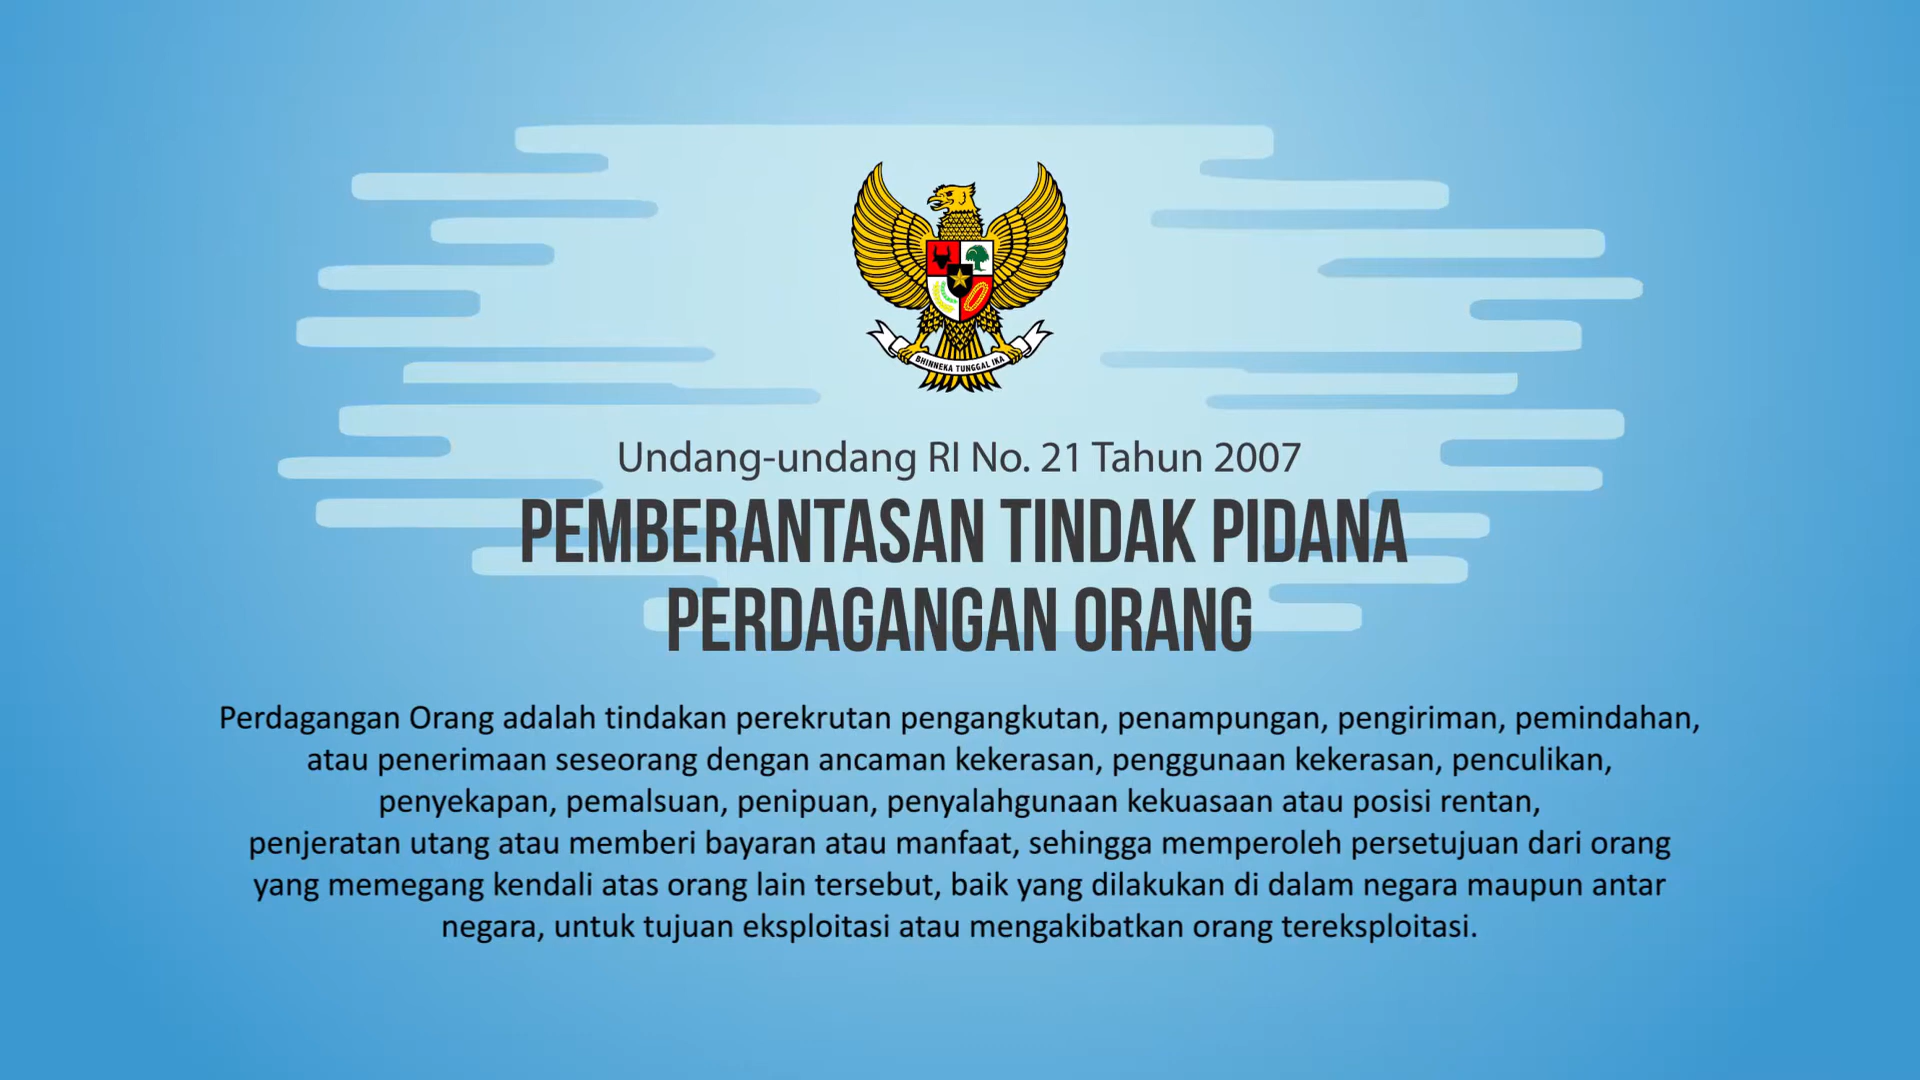 BHINNEKA TUNGGAL IKA
Undang-undang RI No. 21 Tahun 2007
PEMBERANTASAN TINDAK PIDANA
PERDAGANGAN ORANG
Perdagangan Orang adalah tindakan perekrutan pengangkutan, penampungan, pengiriman, pemindahan,
atau penerimaan seseorang dengan ancaman kekerasan, penggunaan kekerasan, penculikan,
penyekapan, pemalsuan, penipuan, penyalahgunaan kekuasaan atau posisi rentan,
penjeratan utang atau memberi bayaran atau manfaat, sehingga memperoleh persetujuan dari orang
yang memegang kendali atas orang lain tersebut, baik yang dilakukan di dalam negara maupun antar
negara, untuk tujuan eksploitasi atau mengakibatkan orang tereksploitasi.